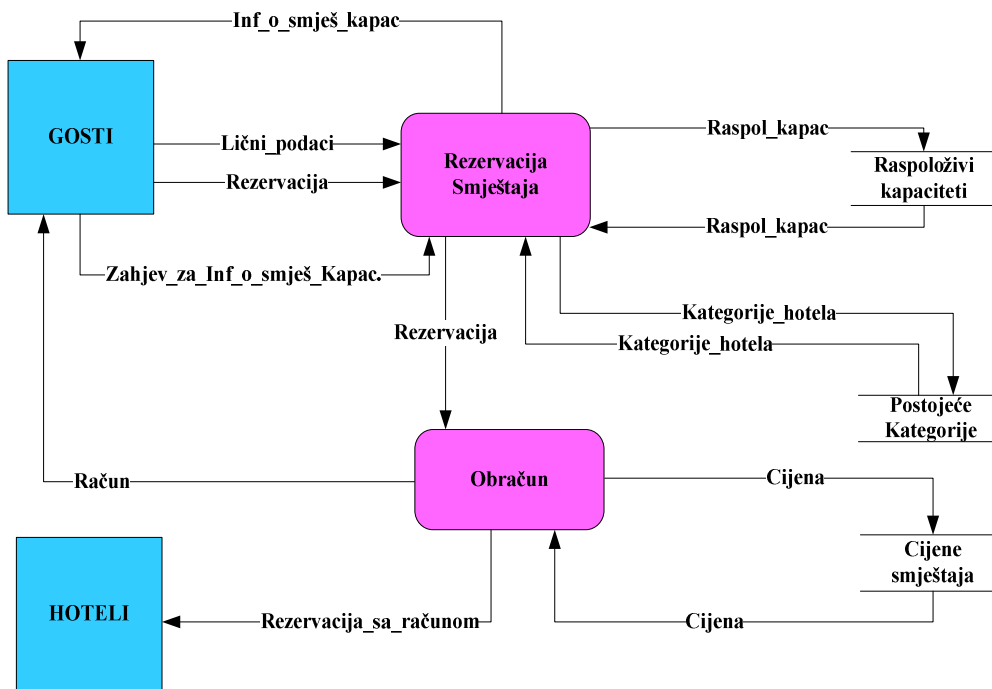 Inf_o_smješ_kapac
GOSTI
Lični_podaci
Rezervacija
Rezervacija
Smještaja
Raspol_kapac
Raspoloživi
kapaciteti
Raspol_kapac
Zahjev_za_Inf_o_smješ_Kapac.
Rezervacija
Kategorije_hotela
Kategorije_hotela
Postojeće
Kategorije
Račun
Obračun
Cijena
Cijene
smještaja
HOTELI
Rezervacija_sa_računom
Cijena